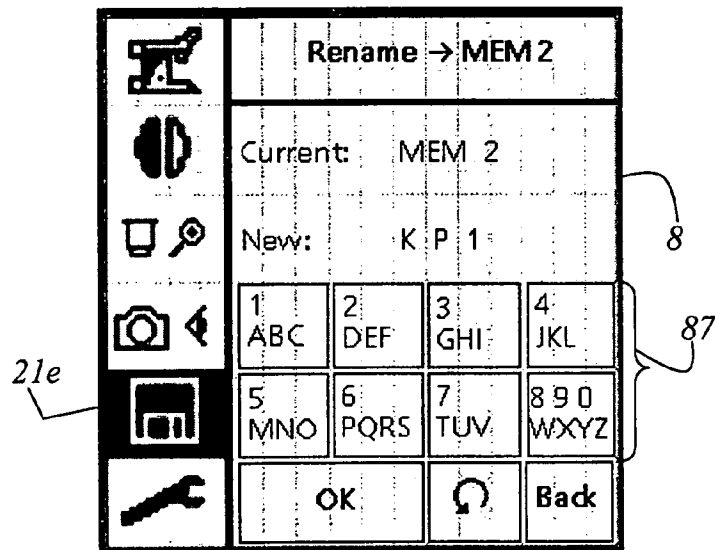 Rename → MEM 2
Current: MEM 2
8
New: K P 1
1 2 3 4
ABC DEF GHI JKL
87
21e
5 6 7 8 9 0
MNO PQRS TUV WXYZ
OK Back